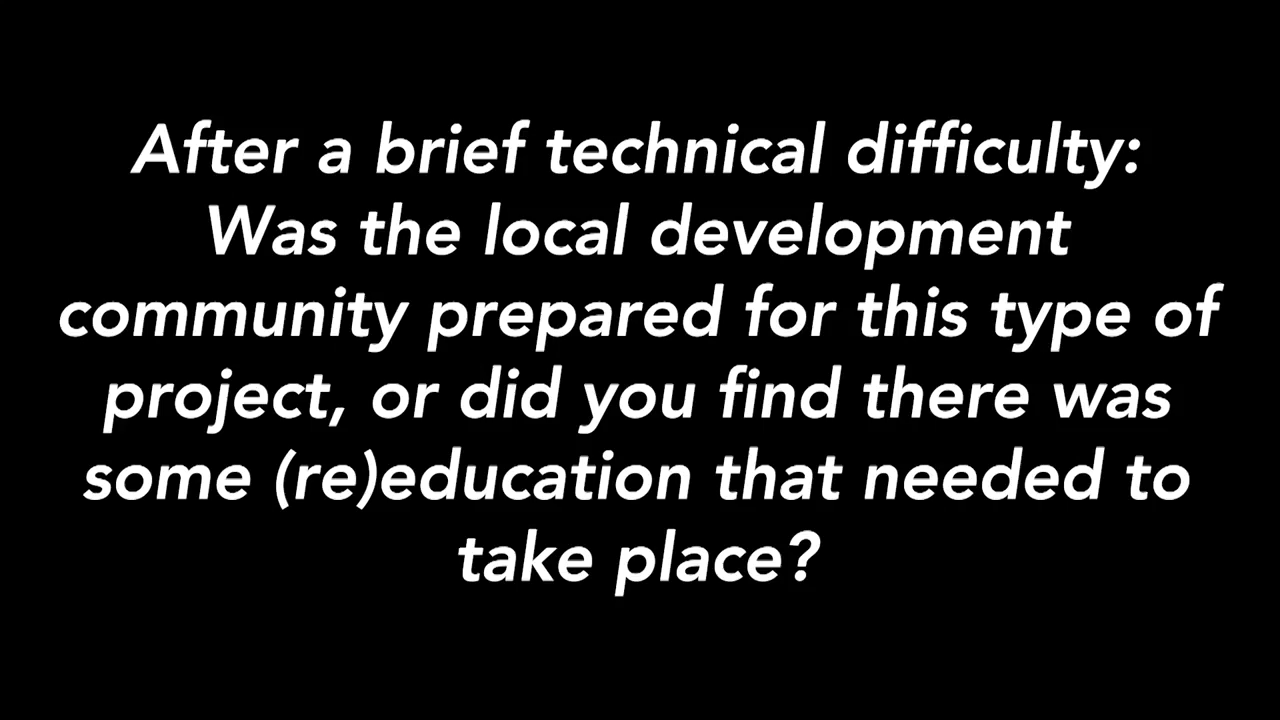 After a brief technical difficulty:
Was the local development
community prepared for this type of
project, or did you find there was
some (re)education that needed to
take place?